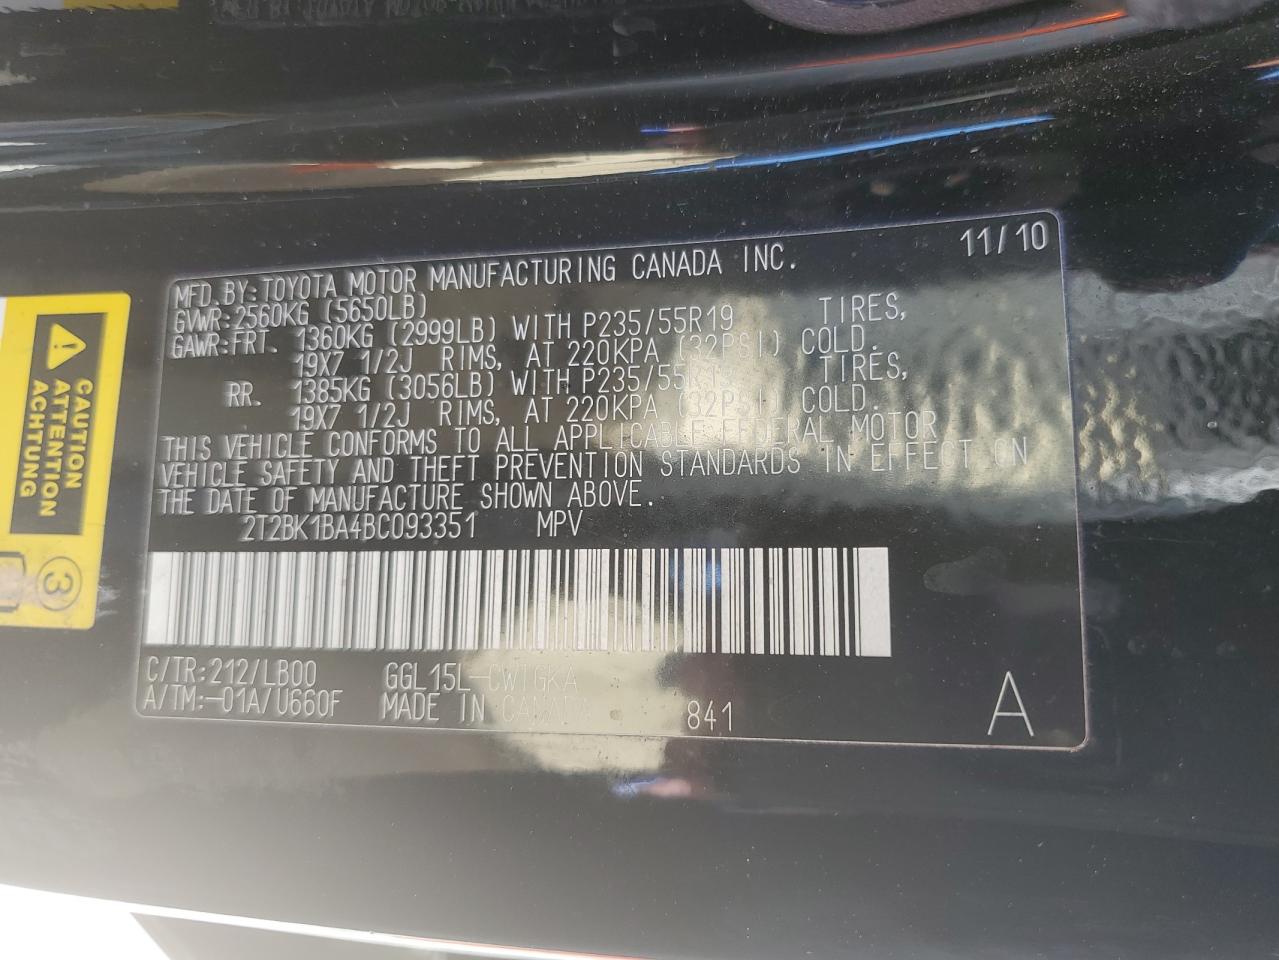 MFD.BY:TOYOTA MOTOR MANUFACTURING CANADA INC. 11/10
GVWR:2560KG (5650LB)
GAWR:FRT. 1360KG (2999LB) WITH P235/55R19 TIRES,
19X7 1/2J RIMS, AT 220KPA (32PSI) COLD.
RR. 1385KG (3056LB) WITH P235/55R19 TIRES,
19X7 1/2J RIMS, AT 220KPA (32PSI) COLD.
THIS VEHICLE CONFORMS TO ALL APPLICABLE FEDERAL MOTOR
VEHICLE SAFETY AND THEFT PREVENTION STANDARDS IN EFFECT ON
THE DATE OF MANUFACTURE SHOWN ABOVE.
2T2BK1BA4BC093351 MPV
C/TR:212/LB00 GGL15L-CWTGKA
A/TM:-01A/U660F MADE IN CANADA 841 A
CAUTION
ATTENTION
ACHTUNG
3